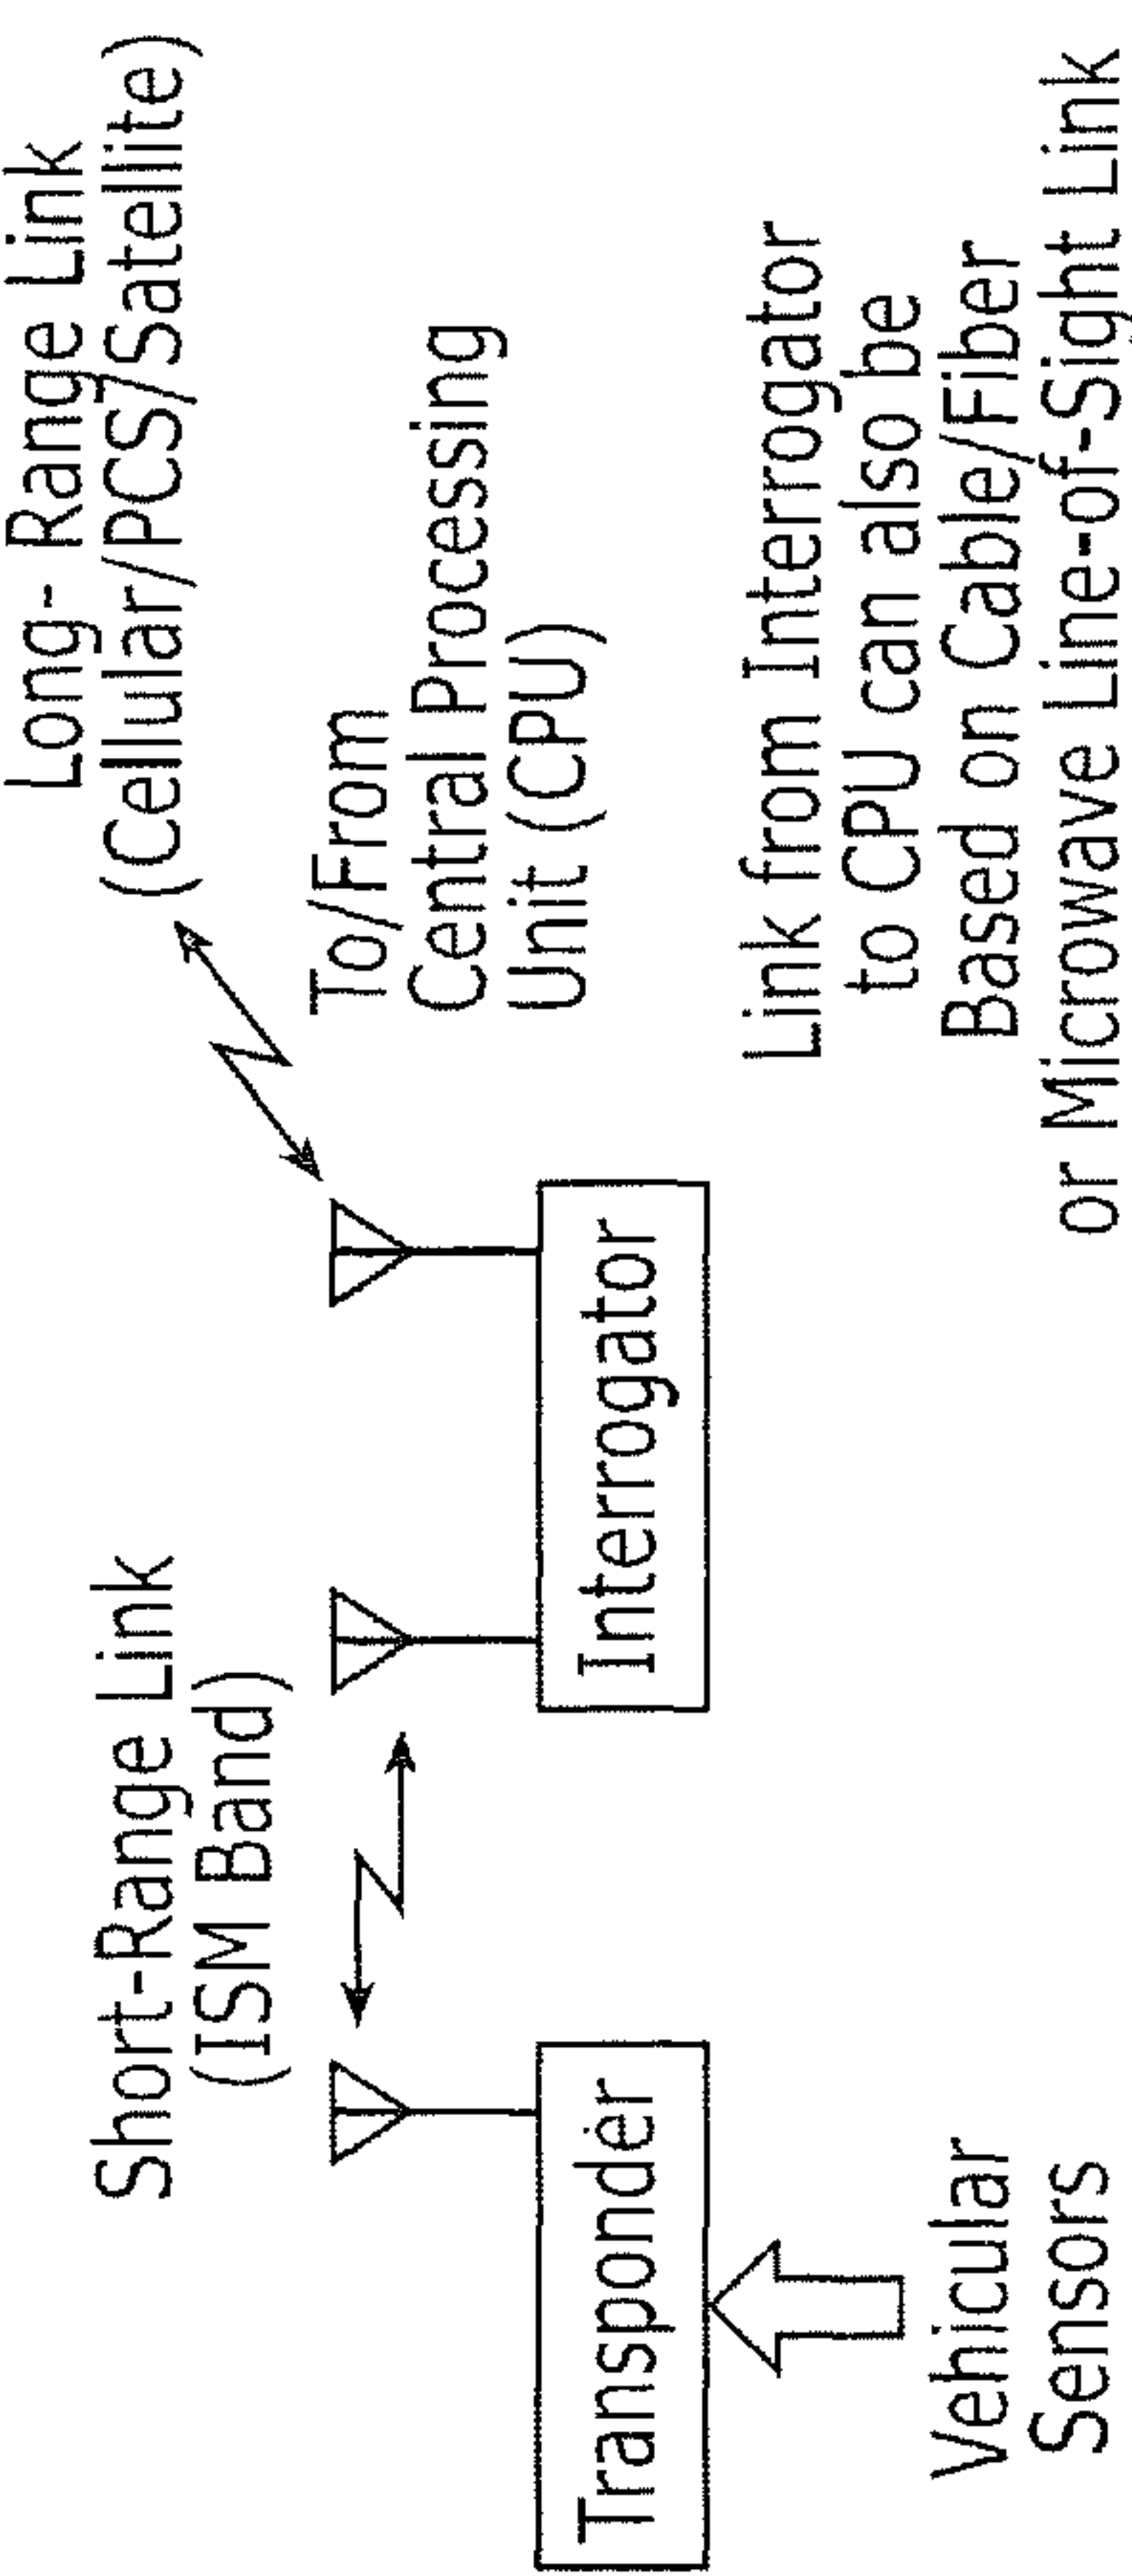 Short-Range Link
(ISM Band)
Long- Range Link
(Cellular/PCS/Satellite)
To/From
Central Processing
Unit (CPU)
Transponder
Interrogator
Vehicular
Sensors
Link from Interrogator
to CPU can also be
Based on Cable/Fiber
or Microwave Line-of-Sight Link